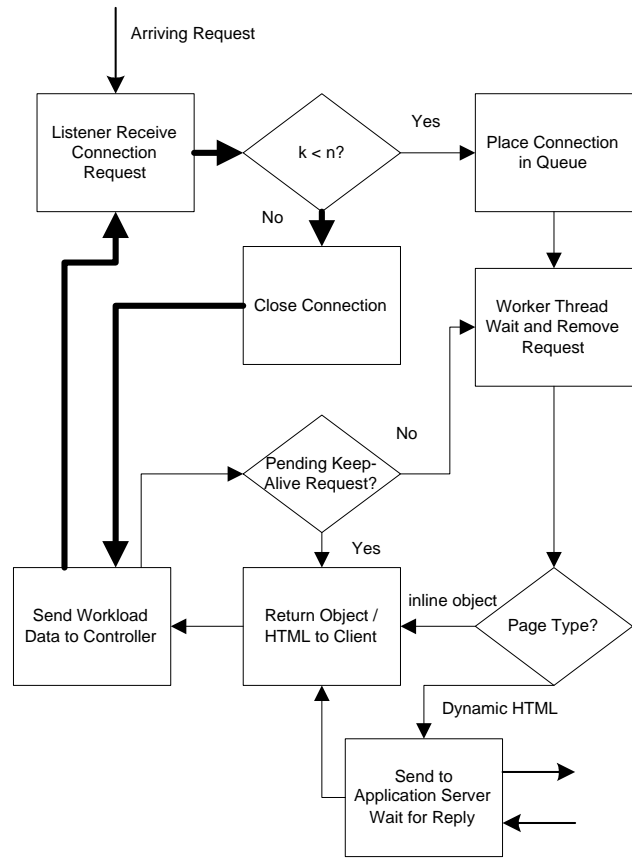 Arriving Request
Listener Receive
Connection
Request
k < n?
Yes
Place Connection
in Queue
No
Close Connection
Worker Thread
Wait and Remove
Request
No
Pending Keep-
Alive Request?
Yes
Send Workload
Data to Controller
Return Object /
HTML to Client
inline object
Page Type?
Dynamic HTML
Send to
Application Server
Wait for Reply